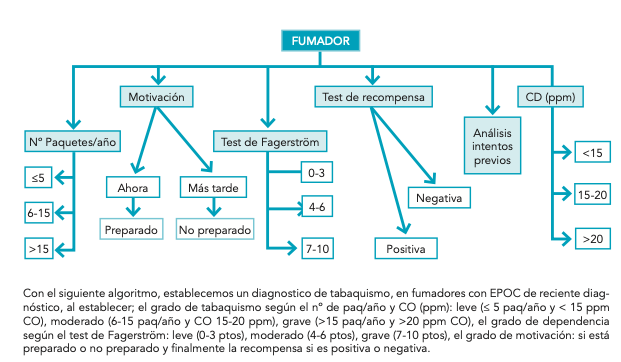 FUMADOR
Motivación
Test de recompensa
CD (ppm)
Nº Paquetes/año
Test de Fagerström
Análisis
intentos
previos
≤5
6-15
>15
Ahora
Más tarde
Preparado
No preparado
0-3
4-6
7-10
Negativa
Positiva
<15
15-20
>20
Con el siguiente algoritmo, establecemos un diagnostico de tabaquismo, en fumadores con EPOC de reciente diag-
nóstico, al establecer; el grado de tabaquismo según el nº de paq/año y CO (ppm): leve (≤ 5 paq/año y < 15 ppm
CO), moderado (6-15 paq/año y CO 15-20 ppm), grave (>15 paq/año y >20 ppm CO), el grado de dependencia
según el test de Fagerström: leve (0-3 ptos), moderado (4-6 ptos), grave (7-10 ptos), el grado de motivación: si está
preparado o no preparado y finalmente la recompensa si es positiva o negativa.